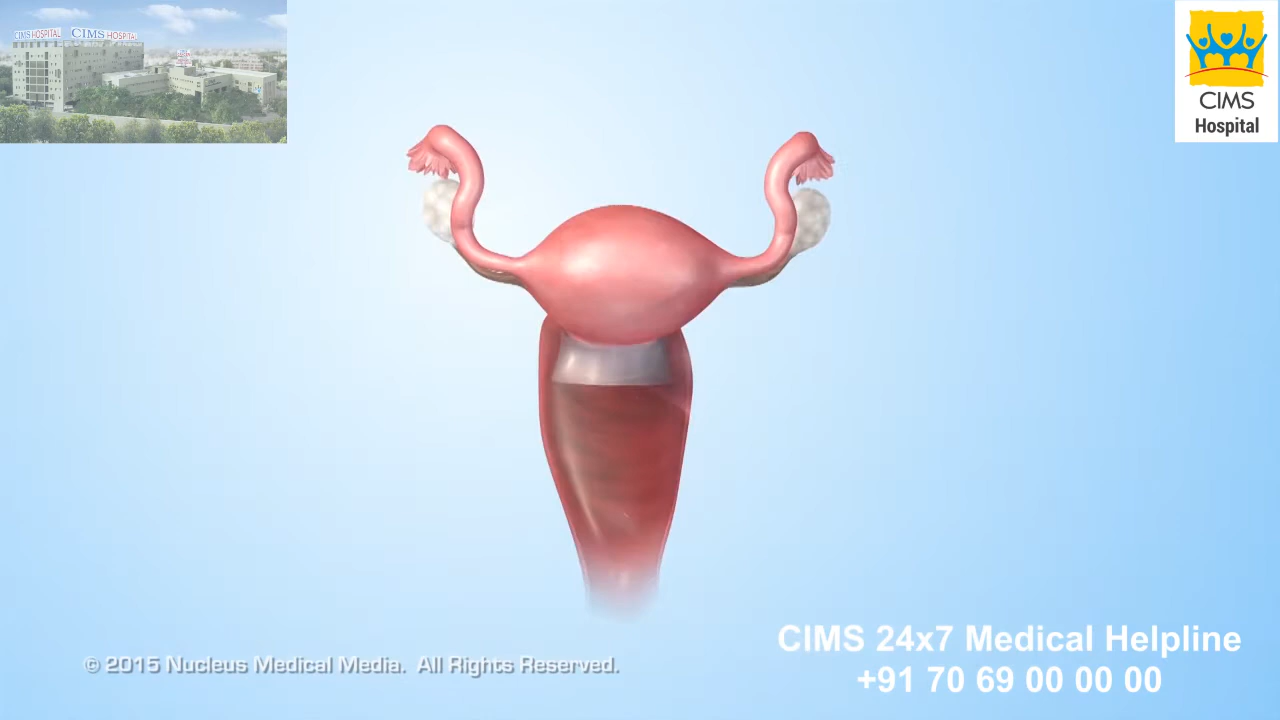 CIMS HOSPITAL CIMS HOSPITAL
CIMS
Hospital
CIMS 24x7 Medical Helpline
+91 70 69 00 00 00
© 2015 Nucleus Medical Media. All Rights Reserved.